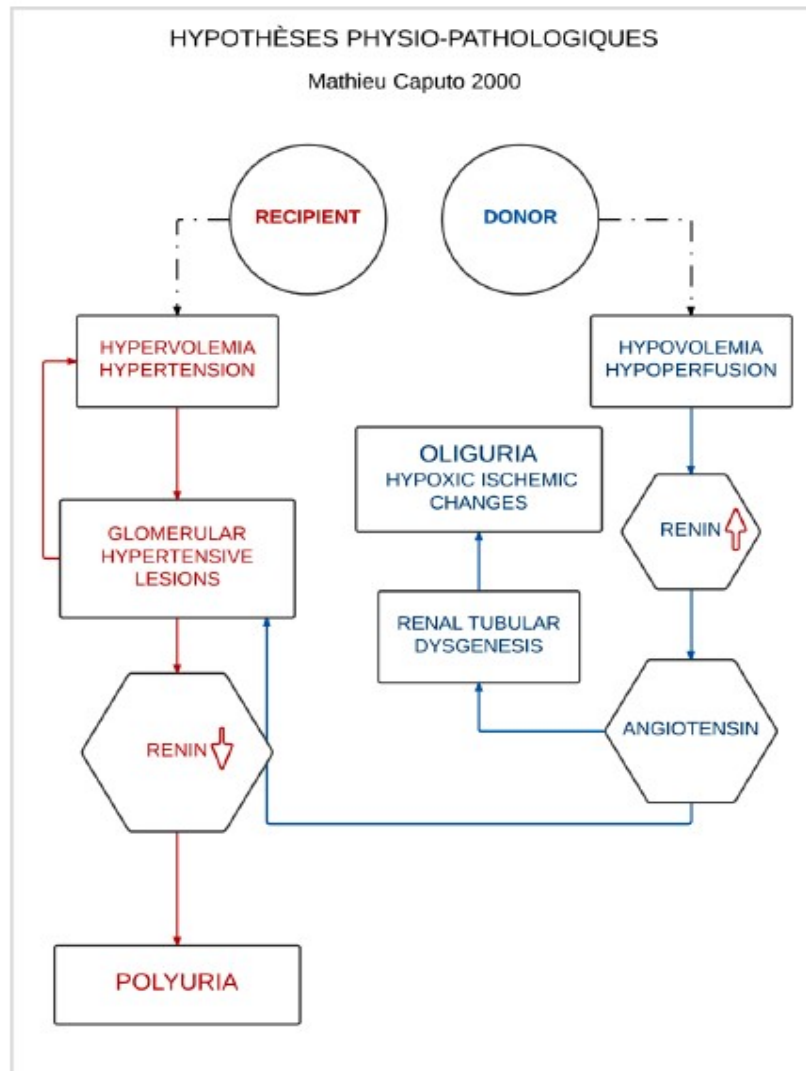 HYPOTHÈSES PHYSIO-PATHOLOGIQUES
Mathieu Caputo 2000
RECIPIENT
DONOR
HYPERVOLEMIA
HYPERTENSION
HYPOVOLEMIA
HYPOPERFUSION
OLIGURIA
HYPOXIC ISCHEMIC
CHANGES
GLOMERULAR
HYPERTENSIVE
LESIONS
RENIN
RENAL TUBULAR
DYSGENESIS
RENIN
ANGIOTENSIN
POLYURIA